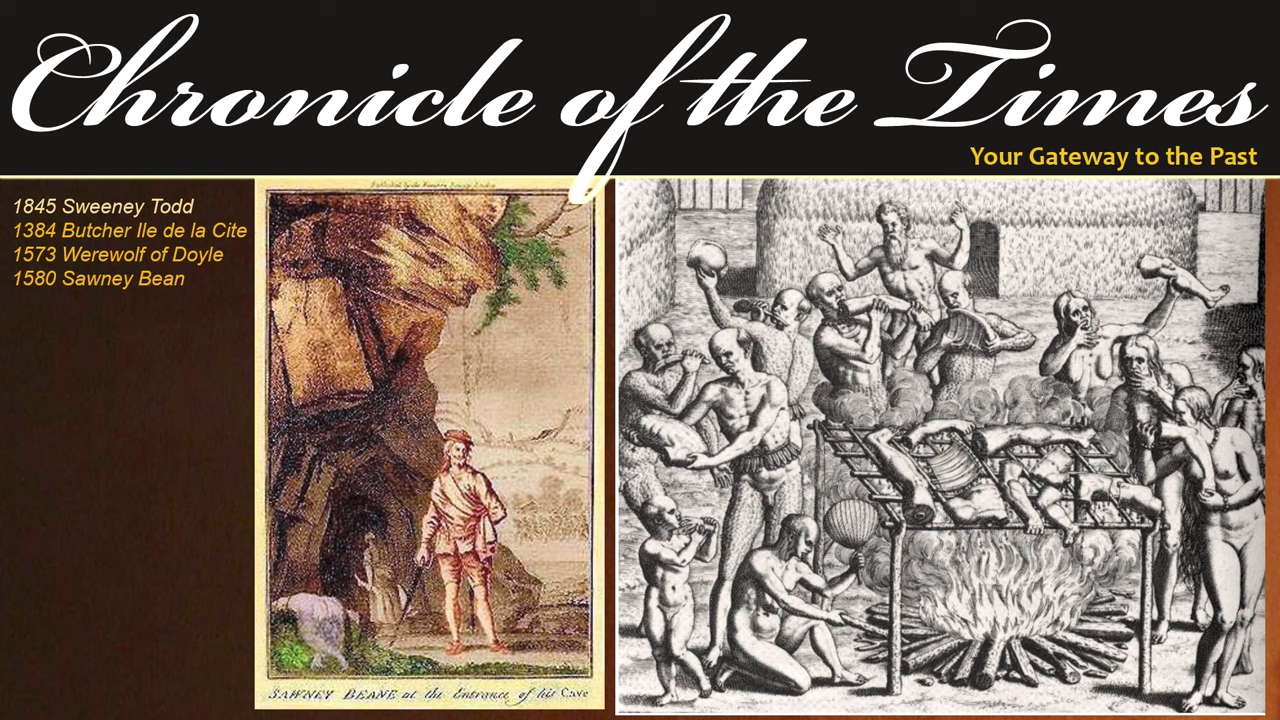 Chronicle of the Times
Your Gateway to the Past
1845 Sweeney Todd
1384 Butcher Ile de la Cite
1573 Werewolf of Doyle
1580 Sawney Bean
SAWNEY BEANE at the Entrance of his Cave